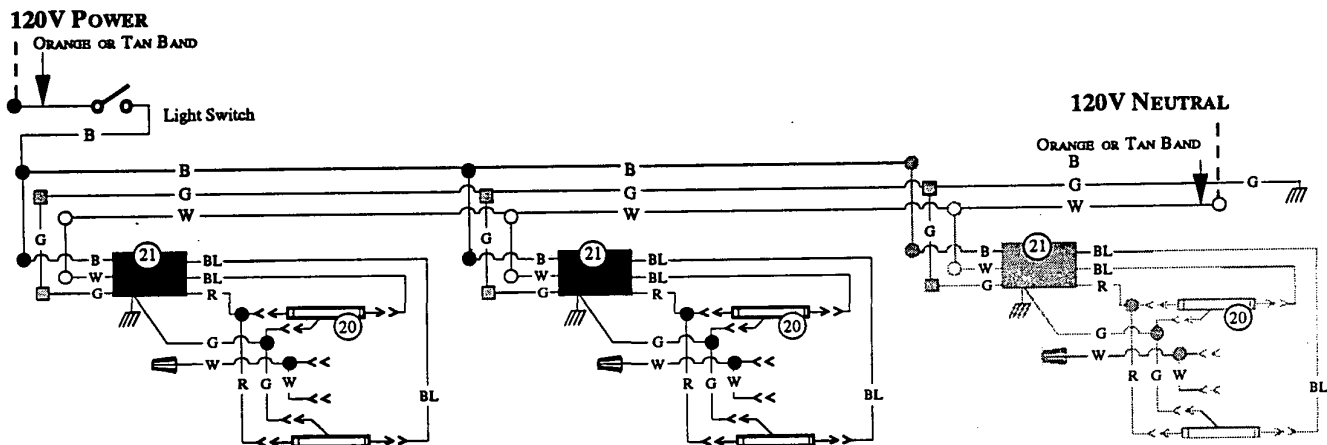 120V POWER
ORANGE OR TAN BAND
Light Switch
B
120V NEUTRAL
ORANGE OR TAN BAND
B B B
G G G G
W W W
G G G
B 21 BL B 21 BL B 21 BL
W BL W BL W BL
G R G R G R
20 20 20
G G G
W W W
R G W R G W R G W
BL BL BL